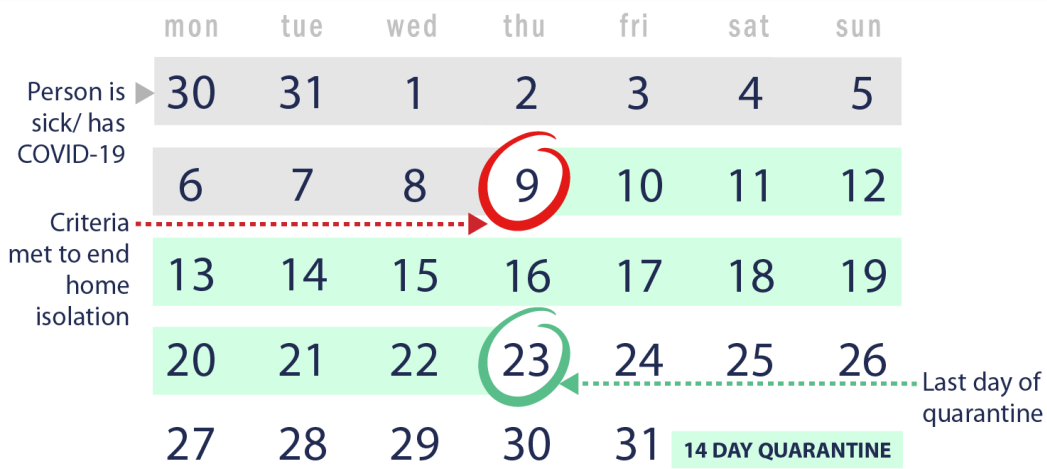 mon tue wed thu fri sat sun
Person is
sick/ has
COVID-19
30 31 1 2 3 4 5
6 7 8 9 10 11 12
Criteria
met to end
home
isolation
13 14 15 16 17 18 19
20 21 22 23 24 25 26
Last day of
quarantine
27 28 29 30 31
14 DAY QUARANTINE